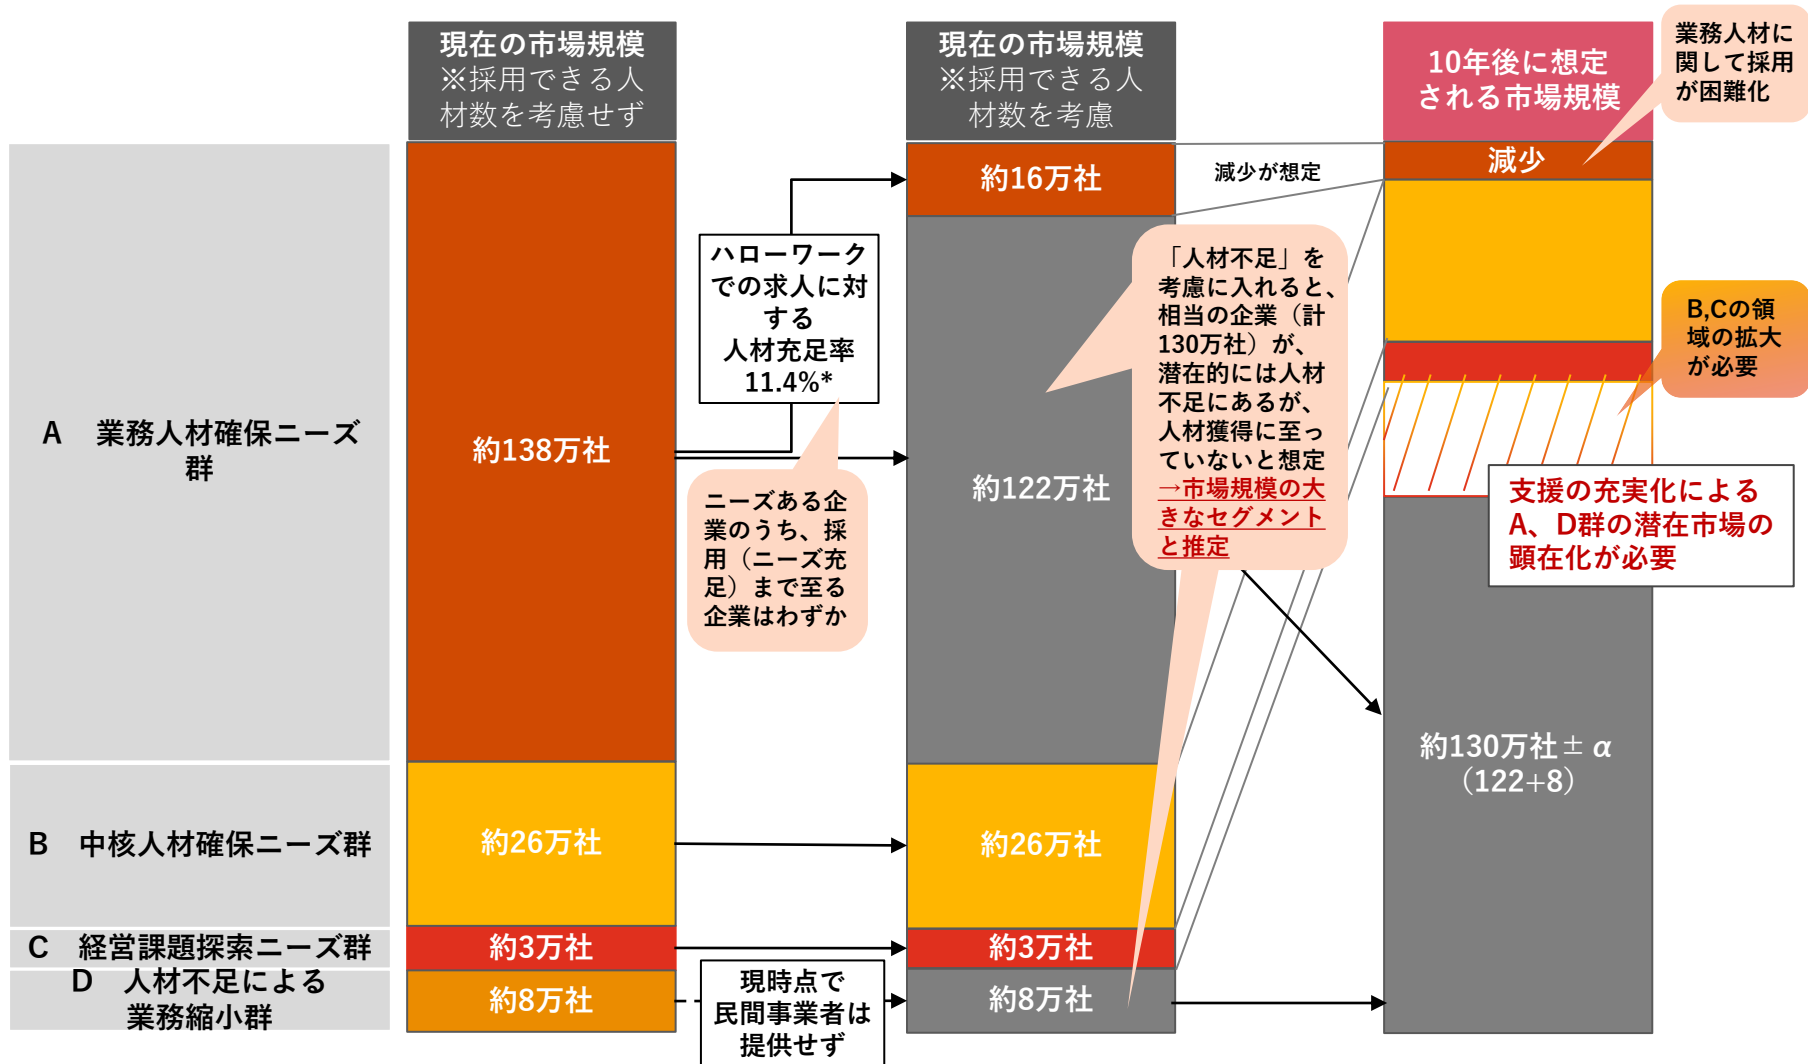 現在の市場規模
※採用できる人
材数を考慮せず
現在の市場規模
※採用できる人
材数を考慮
10年後に想定
される市場規模
業務人材に
関して採用
が困難化
A 業務人材確保ニーズ
群
約138万社
ハローワーク
での求人に対
する
人材充足率
11.4%*
ニーズある企
業のうち、採
用（ニーズ充
足）まで至る
企業はわずか
約16万社
約122万社
減少が想定
「人材不足」を
考慮に入れると、
相当の企業（計
130万社）が、
潜在的には人材
不足にあるが、
人材獲得に至っ
ていないと想定
→市場規模の大
きなセグメント
と推定
減少
B,Cの領
域の拡大
が必要
支援の充実化による
A、D群の潜在市場の
顕在化が必要
約130万社±α
（122+8）
B 中核人材確保ニーズ群
約26万社
約26万社
C 経営課題探索ニーズ群
約3万社
約3万社
D 人材不足による
業務縮小群
約8万社
現時点で
民間事業者は
提供せず
約8万社